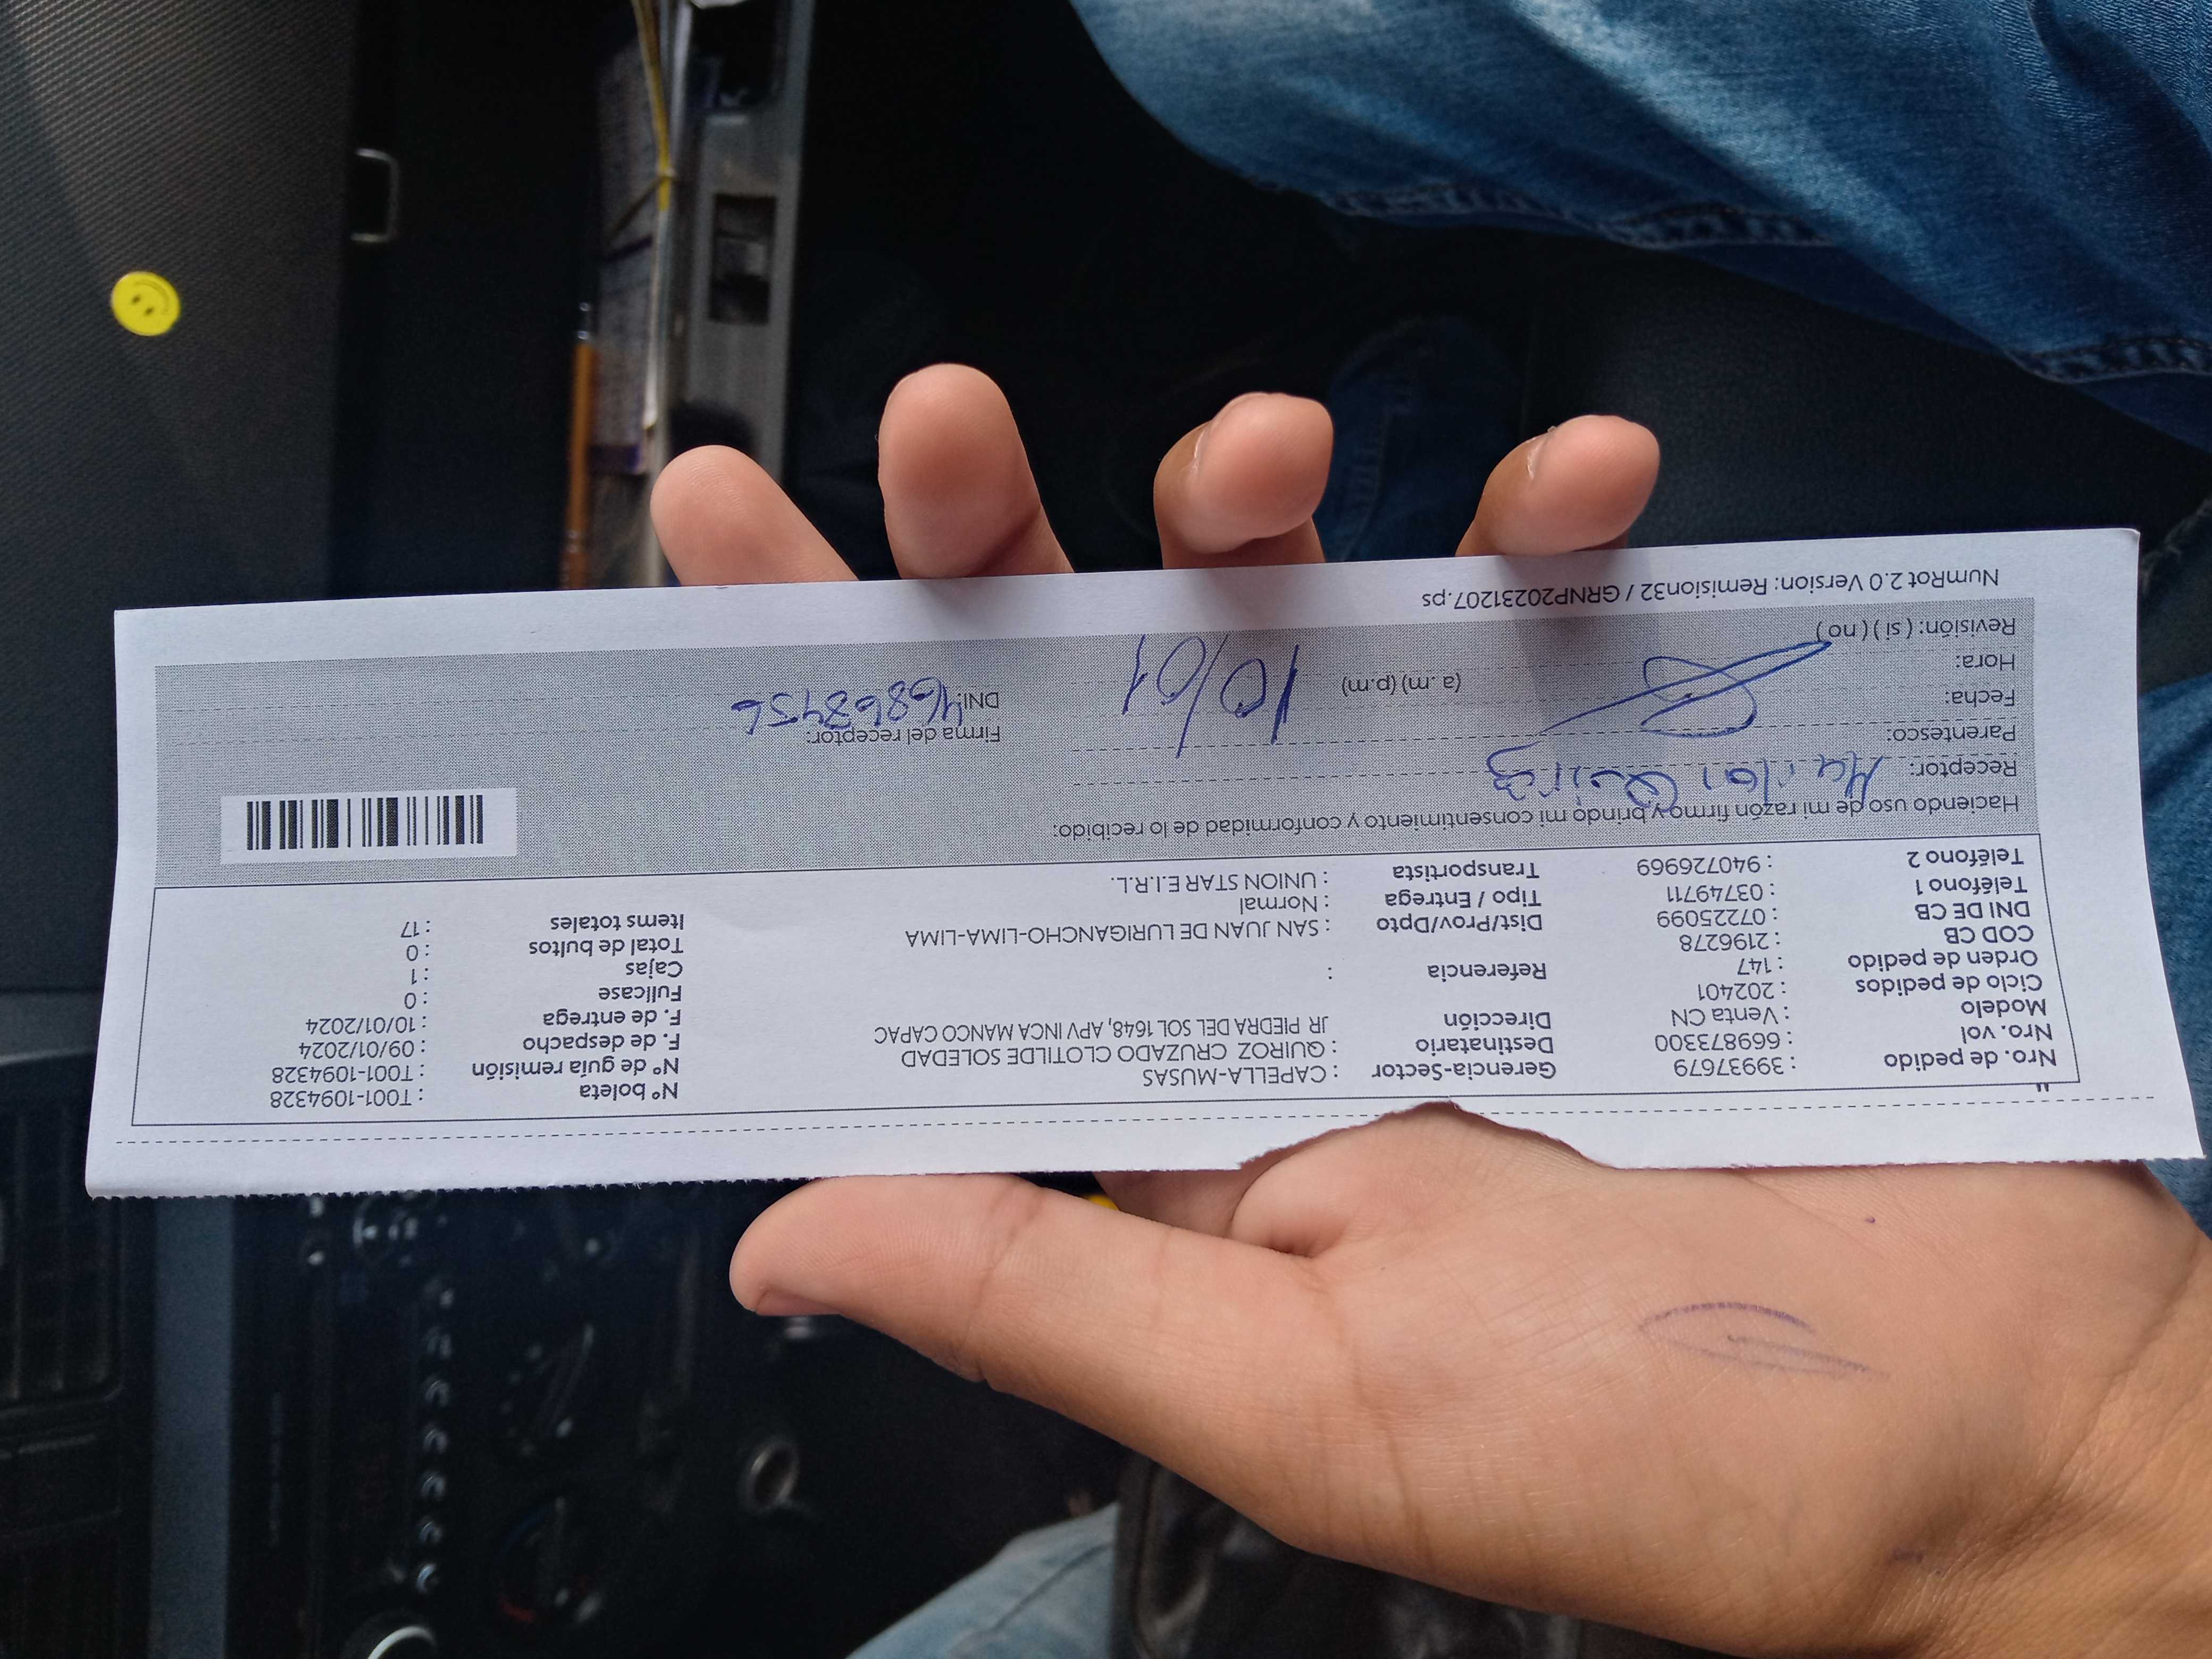 Nro. de pedido : 39937679 Gerencia-Sector : CAPELLA-MUSAS Nº boleta : T001-1094328
Nro. vol : 669873300 Destinatario : QUIROZ CRUZADO CLOTILDE SOLEDAD Nº de guía remisión : T001-1094328
Modelo : Venta CN Dirección JR PIEDRA DEL SOL 1648, APV INCA MANCO CAPAC F. de despacho : 09/01/2024
Ciclo de pedidos : 202401 F. de entrega : 10/01/2024
Orden de pedido : 147 Referencia : Fullcase : 0
COD CB : 2196278 Cajas : 1
DNI DE CB : 07225099 Dist/Prov/Dpto : SAN JUAN DE LURIGANCHO-LIMA-LIMA Total de bultos : 0
Teléfono 1 : 03749711 Tipo / Entrega : Normal Items totales : 17
Teléfono 2 : 940726969 Transportista : UNION STAR E.I.R.L.
Haciendo uso de mi razón firmo y brindo mi consentimiento y conformidad de lo recibido:
Receptor: Quiroz
Parentesco:
Firma del receptor:
Fecha: 10/01
DNI: 46868456
Hora: (a.m) (p.m)
Revisión: ( si ) ( no )
NumRot 2.0 Version: Remision32 / GRNP20231207.ps